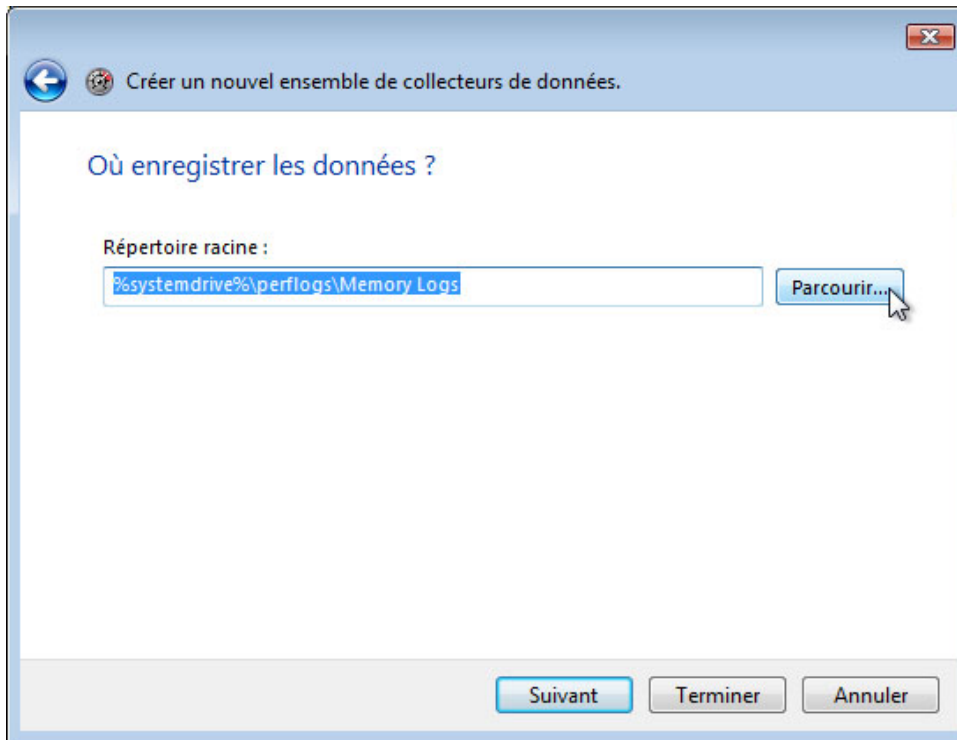 Créer un nouvel ensemble de collecteurs de données.
Où enregistrer les données ?
Répertoire racine :
%systemdrive%\perflogs\Memory Logs
Parcourir...
Suivant
Terminer
Annuler